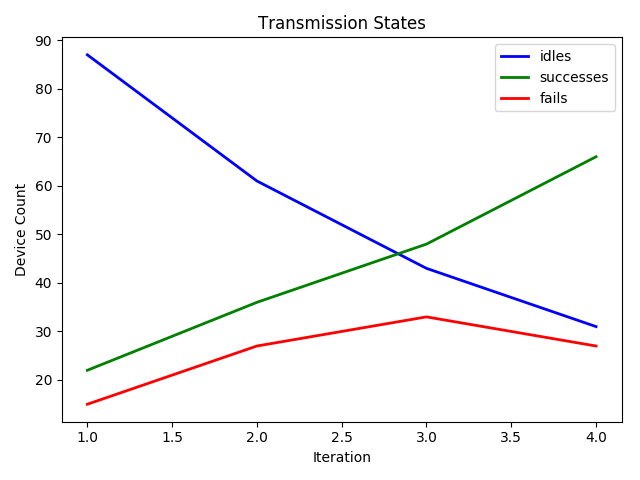 Transmission States
90
80
70
60
50
40
30
20
Device Count
idles
successes
fails
1.0 1.5 2.0 2.5 3.0 3.5 4.0
Iteration